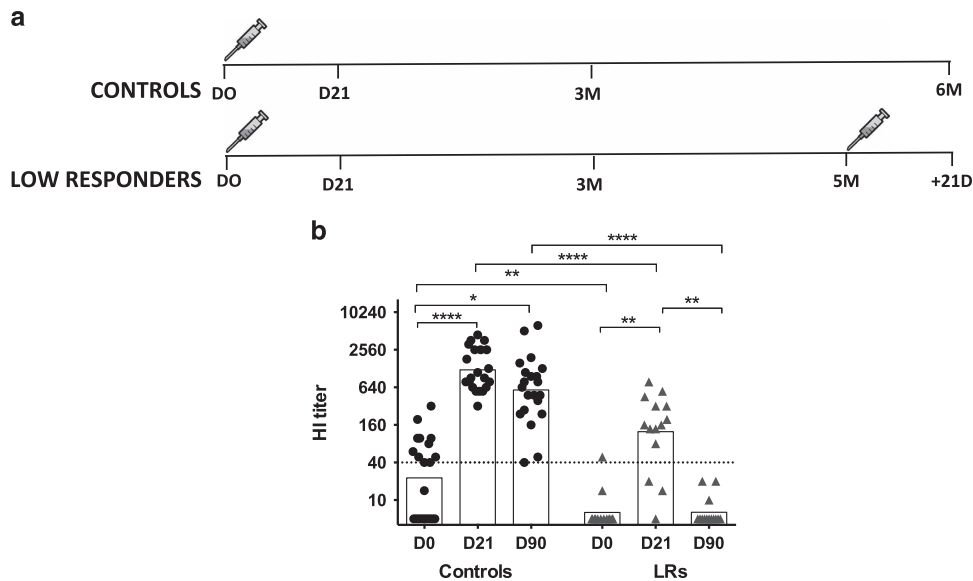 a
CONTROLS
DO D21 3M 6M
LOW RESPONDERS
DO D21 3M 5M +21D
b
****
****
**
*
**
****
**
10240
2560
640
160
40
10
HI titer
D0 D21 D90 D0 D21 D90
Controls LRs